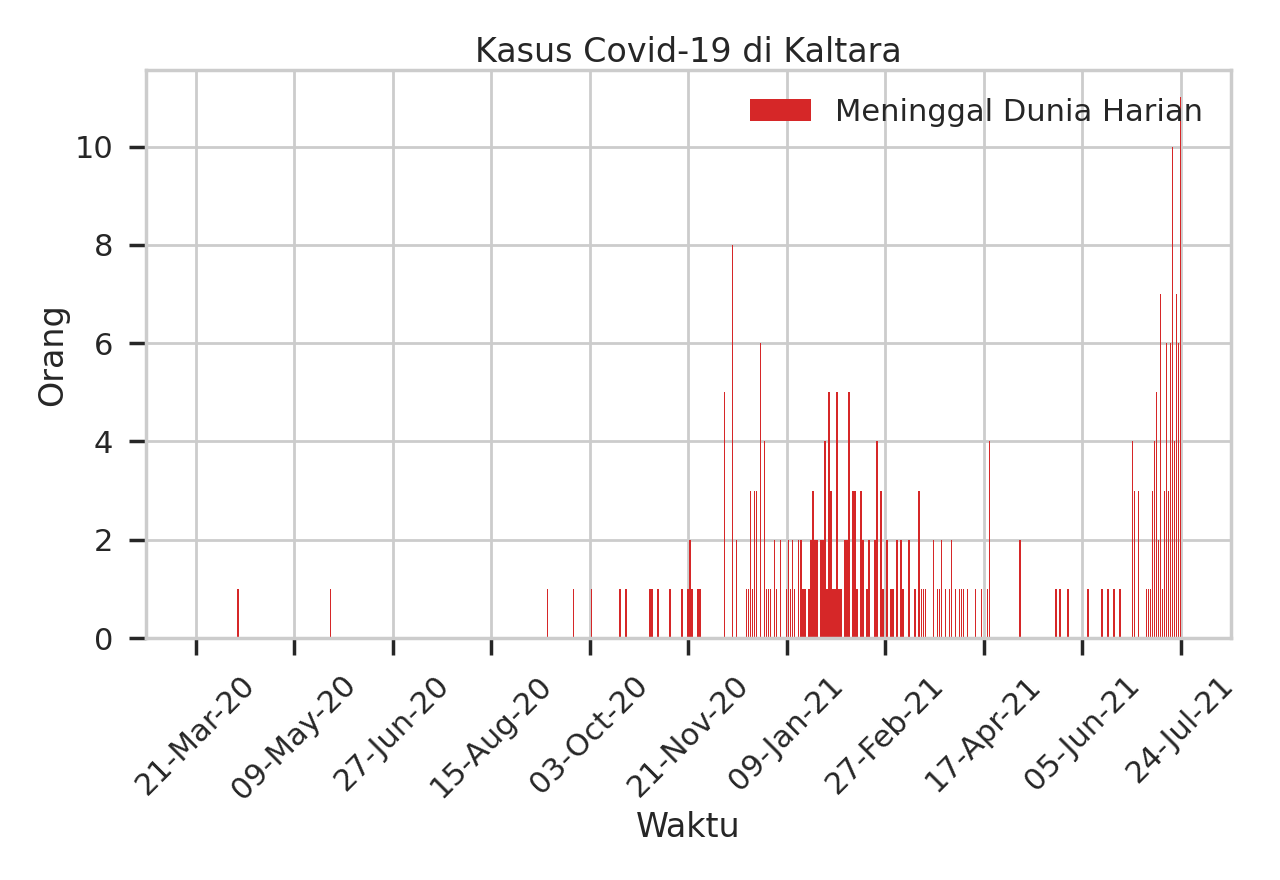 Kasus Covid-19 di Kaltara
Meninggal Dunia Harian
10
8
6
4
2
0
Orang
21-Mar-20
09-May-20
27-Jun-20
15-Aug-20
03-Oct-20
21-Nov-20
09-Jan-21
27-Feb-21
17-Apr-21
05-Jun-21
24-Jul-21
Waktu